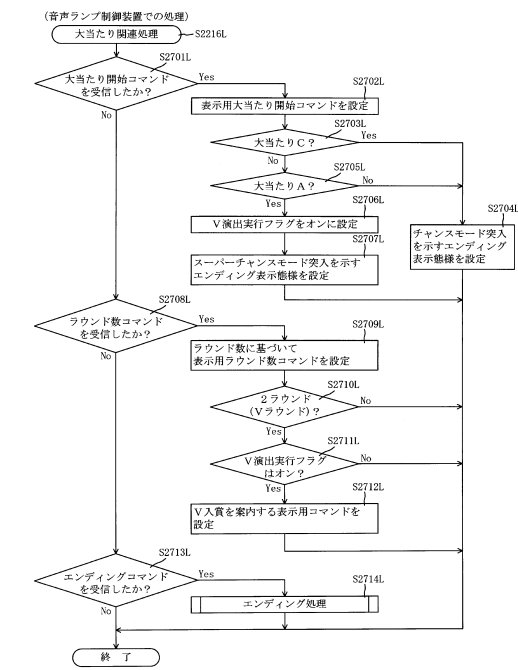 (音声ランプ制御装置での処理)
大当たり関連処理
S2216L
S2701L
大当たり開始コマンド
を受信したか?
Yes
No
S2702L
表示用大当たり開始コマンドを設定
S2703L
大当たりC?
Yes
No
S2705L
大当たりA?
No
Yes
S2706L
V演出実行フラグをオンに設定
S2704L
チャンスモード突入
を示すエンディング
表示態様を設定
S2707L
スーパーチャンスモード突入を示す
エンディング表示態様を設定
S2708L
ラウンド数コマンド
を受信したか?
Yes
No
S2709L
ラウンド数に基づいて
表示用ラウンド数コマンドを設定
S2710L
2ラウンド
(Vラウンド)?
No
Yes
S2711L
V演出実行フラグ
はオン?
No
Yes
S2712L
V入賞を案内する表示用コマンドを
設定
S2713L
エンディングコマンド
を受信したか?
Yes
No
S2714L
エンディング処理
終 了